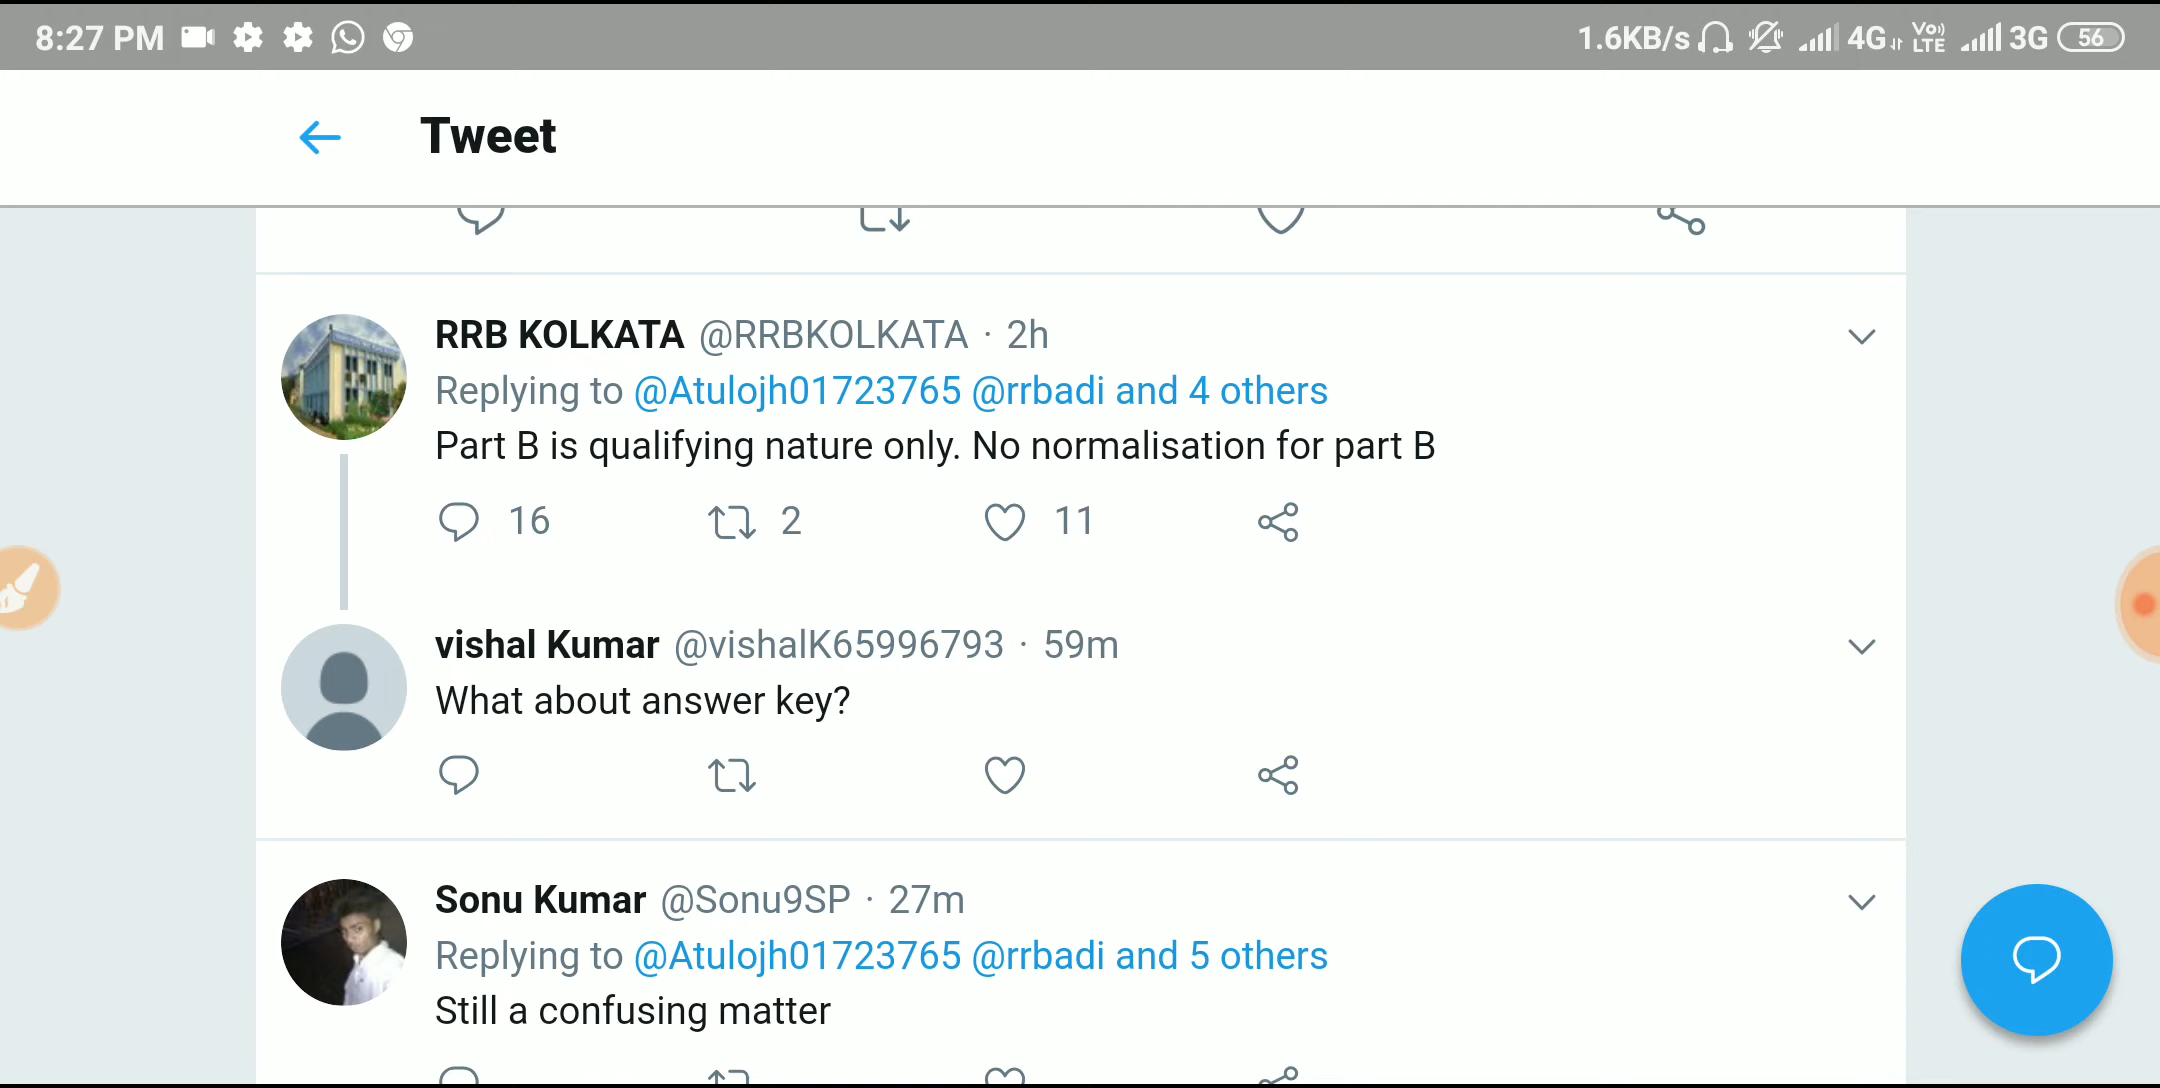 8:27 PM 1.6KB/s 4G Vo) LTE 3G 56
Tweet
RRB KOLKATA @RRBKOLKATA · 2h
Replying to @Atulojh01723765 @rrbadi and 4 others
Part B is qualifying nature only. No normalisation for part B
16 2 11
vishal Kumar @vishalK65996793 · 59m
What about answer key?
Sonu Kumar @Sonu9SP · 27m
Replying to @Atulojh01723765 @rrbadi and 5 others
Still a confusing matter